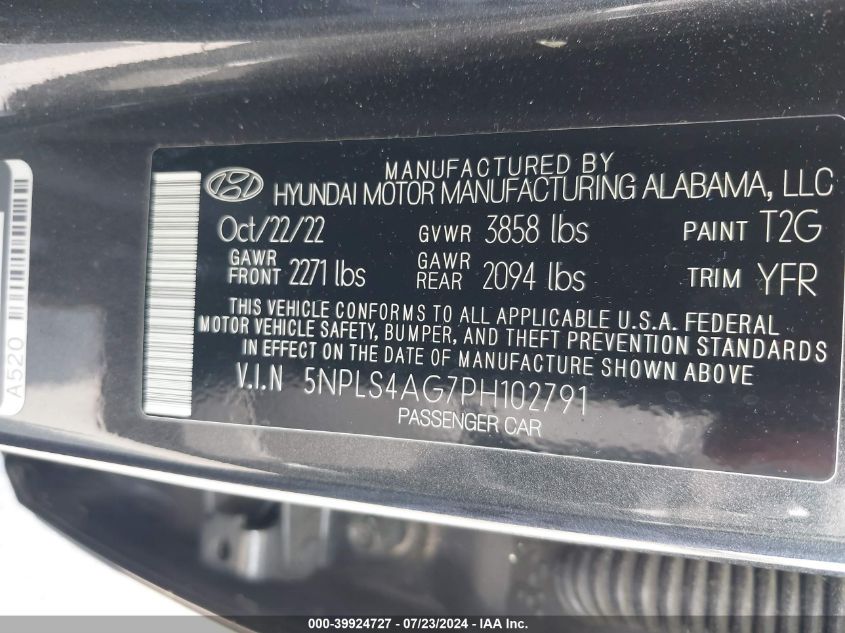 MANUFACTURED BY
HYUNDAI MOTOR MANUFACTURING ALABAMA, LLC
Oct/22/22 GVWR 3858 lbs PAINT T2G
GAWR FRONT 2271 lbs GAWR REAR 2094 lbs TRIM YFR
THIS VEHICLE CONFORMS TO ALL APPLICABLE U.S.A. FEDERAL
MOTOR VEHICLE SAFETY, BUMPER, AND THEFT PREVENTION STANDARDS
IN EFFECT ON THE DATE OF MANUFACTURE SHOWN ABOVE
V.I.N 5NPLS4AG7PH102791
PASSENGER CAR
A520
000-39924727 - 07/23/2024 - IAA Inc.